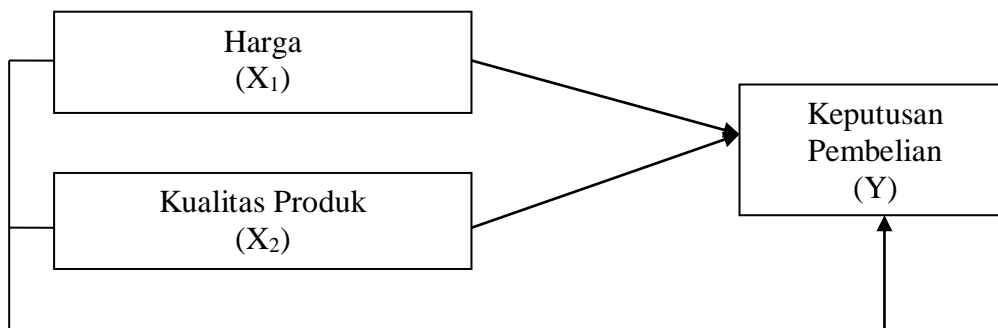 Harga
(X₁)
Kualitas Produk
(X₂)
Keputusan
Pembelian
(Y)